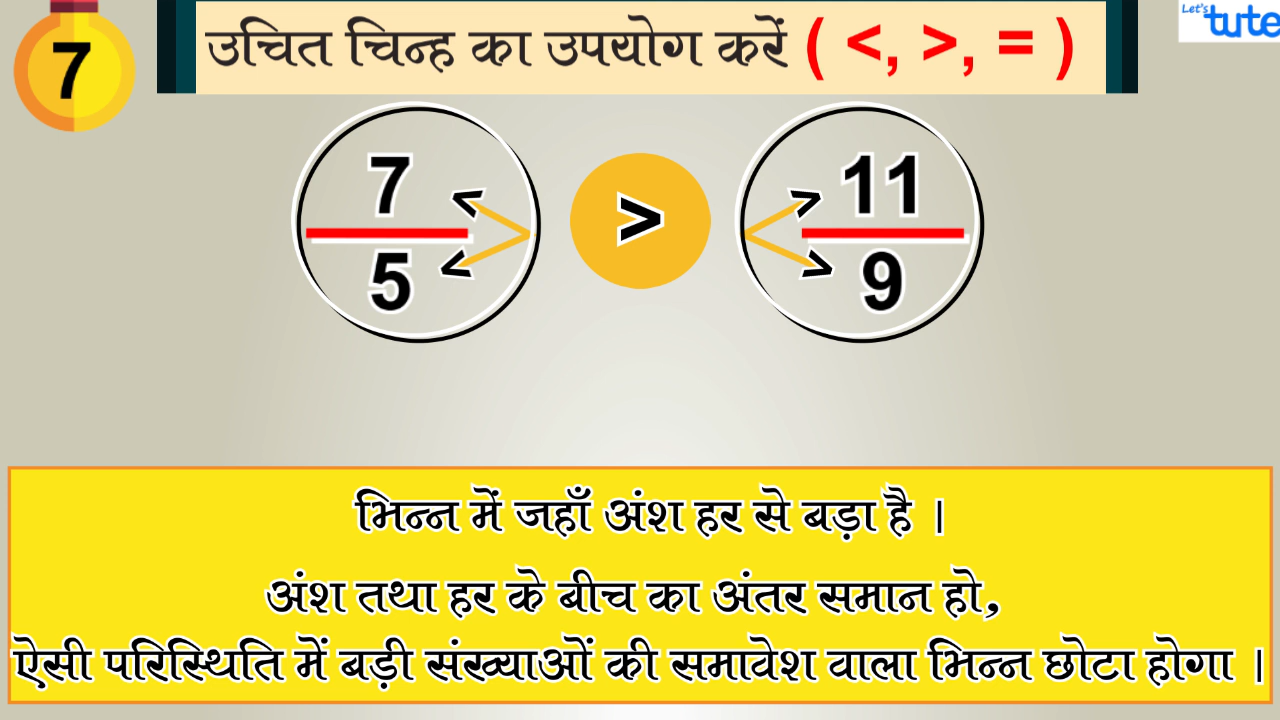 7
उचित चिन्ह का उपयोग करें ( <, >, = )
Let's
tute
7
5
>
11
9
भिन्न में जहाँ अंश हर से बड़ा है ।
अंश तथा हर के बीच का अंतर समान हो,
ऐसी परिस्थिति में बड़ी संख्याओं की समावेश वाला भिन्न छोटा होगा ।